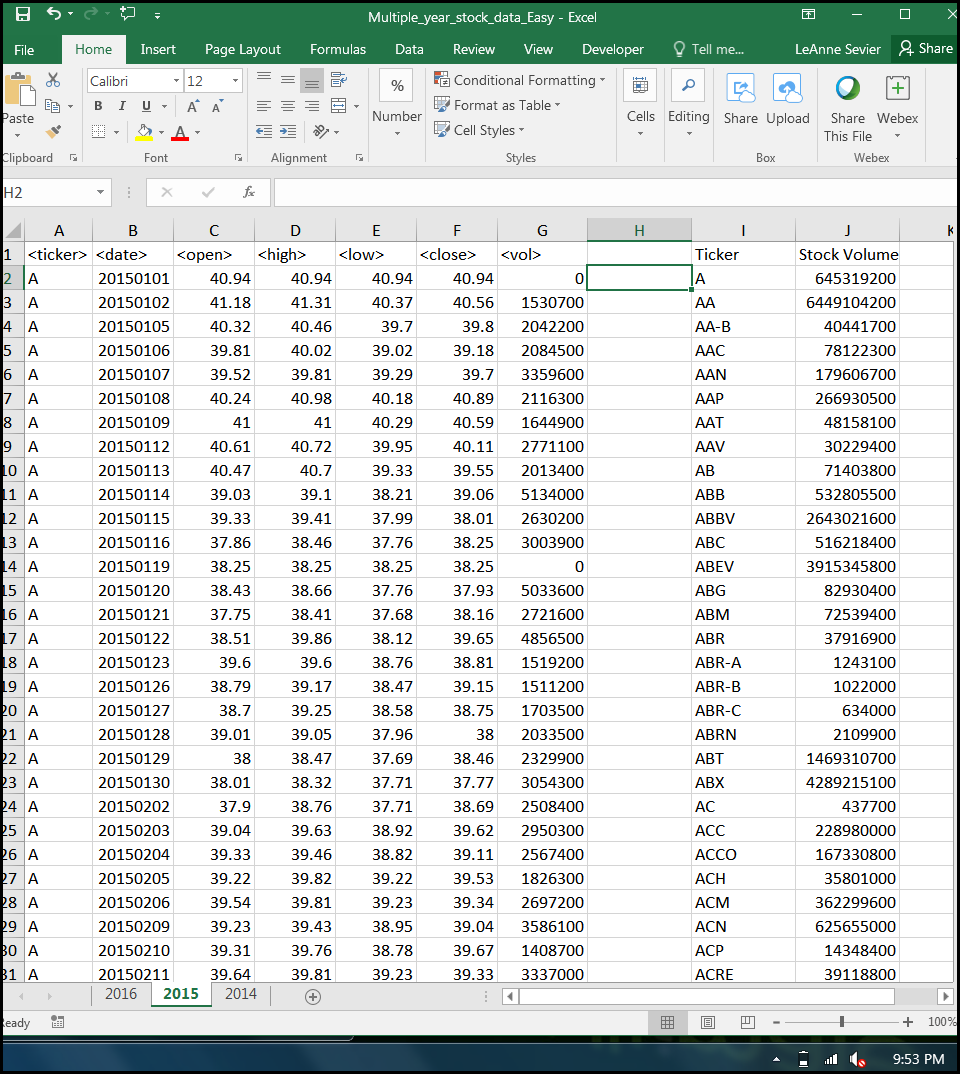 Multiple_year_stock_data_Easy - Excel
File Home Insert Page Layout Formulas Data Review View Developer Tell me... LeAnne Sevier Share
Calibri 12 % Conditional Formatting
Format as Table
Paste B I U A A Number Cells Editing Share Upload Share Webex
A Cell Styles This File
Clipboard Font Alignment Styles Box Webex
H2 fx
A B C D E F G H I J K
1 <ticker> <date> <open> <high> <low> <close> <vol> Ticker Stock Volume
2 A 20150101 40.94 40.94 40.94 40.94 0 A 645319200
3 A 20150102 41.18 41.31 40.37 40.56 1530700 AA 6449104200
4 A 20150105 40.32 40.46 39.7 39.8 2042200 AA-B 40441700
5 A 20150106 39.81 40.02 39.02 39.18 2084500 AAC 78122300
6 A 20150107 39.52 39.81 39.29 39.7 3359600 AAN 179606700
7 A 20150108 40.24 40.98 40.18 40.89 2116300 AAP 266930500
8 A 20150109 41 41 40.29 40.59 1644900 AAT 48158100
9 A 20150112 40.61 40.72 39.95 40.11 2771100 AAV 30229400
10 A 20150113 40.47 40.7 39.33 39.55 2013400 AB 71403800
11 A 20150114 39.03 39.1 38.21 39.06 5134000 ABB 532805500
12 A 20150115 39.33 39.41 37.99 38.01 2630200 ABBV 2643021600
13 A 20150116 37.86 38.46 37.76 38.25 3003900 ABC 516218400
14 A 20150119 38.25 38.25 38.25 38.25 0 ABEV 3915345800
15 A 20150120 38.43 38.66 37.76 37.93 5033600 ABG 82930400
16 A 20150121 37.75 38.41 37.68 38.16 2721600 ABM 72539400
17 A 20150122 38.51 39.86 38.12 39.65 4856500 ABR 37916900
18 A 20150123 39.6 39.6 38.76 38.81 1519200 ABR-A 1243100
19 A 20150126 38.79 39.17 38.47 39.15 1511200 ABR-B 1022000
20 A 20150127 38.7 39.25 38.58 38.75 1703500 ABR-C 634000
21 A 20150128 39.01 39.05 37.96 38 2033500 ABRN 2109900
22 A 20150129 38 38.47 37.69 38.46 2329900 ABT 1469310700
23 A 20150130 38.01 38.32 37.71 37.77 3054300 ABX 4289215100
24 A 20150202 37.9 38.76 37.71 38.69 2508400 AC 437700
25 A 20150203 39.04 39.63 38.92 39.62 2950300 ACC 228980000
26 A 20150204 39.33 39.46 38.82 39.11 2567400 ACCO 167330800
27 A 20150205 39.22 39.82 39.22 39.53 1826300 ACH 35801000
28 A 20150206 39.54 39.81 39.23 39.34 2697200 ACM 362299600
29 A 20150209 39.23 39.43 38.95 39.04 3586100 ACN 625655000
30 A 20150210 39.31 39.76 38.78 39.67 1408700 ACP 14348400
31 A 20150211 39.64 39.81 39.23 39.33 3337000 ACRE 39118800
2016 2015 2014
Ready 100%
9:53 PM